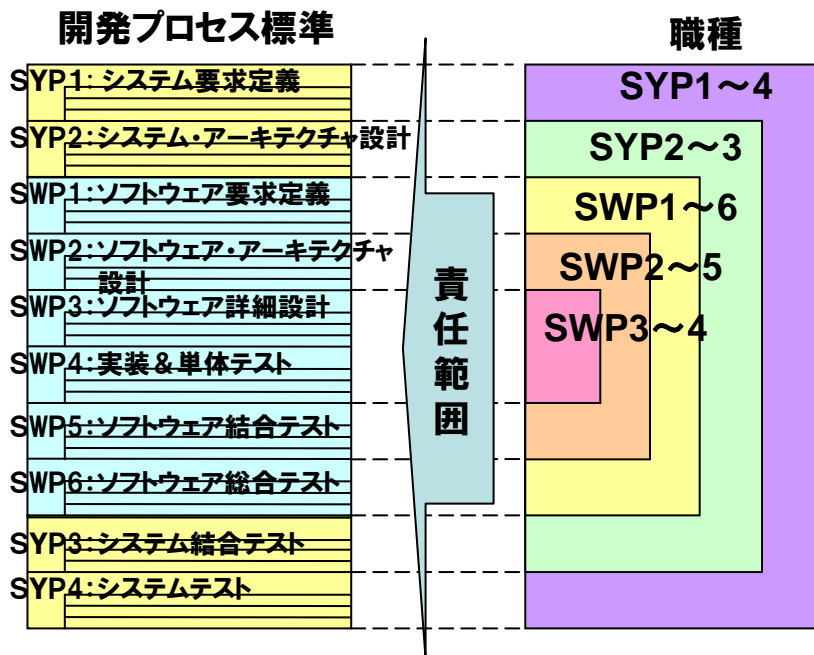 開発プロセス標準
SYP1：システム要求定義
SYP2：システム・アーキテクチャ設計
SWP1：ソフトウェア要求定義
SWP2：ソフトウェア・アーキテクチャ
設計
SWP3：ソフトウェア詳細設計
SWP4：実装＆単体テスト
SWP5：ソフトウェア結合テスト
SWP6：ソフトウェア総合テスト
SYP3：システム結合テスト
SYP4：システムテスト
責任範囲
職種
SYP1～4
SYP2～3
SWP1～6
SWP2～5
SWP3～4